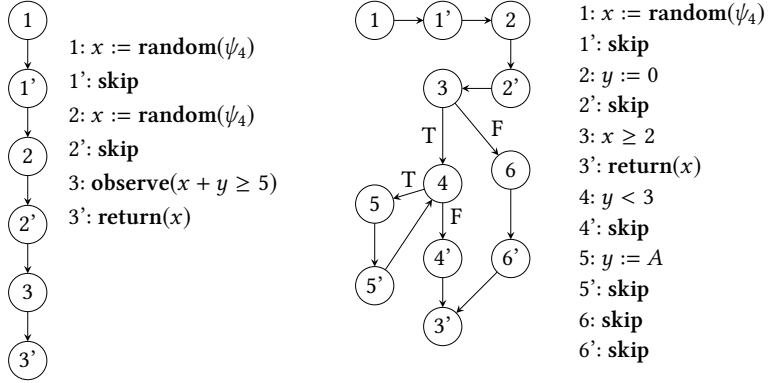 1
1'
2
2'
3
3'
1: x := random(ψ₄)
1': skip
2: x := random(ψ₄)
2': skip
3: observe(x + y ≥ 5)
3': return(x)
1
1'
2
3
2'
T
F
4
6
T
5
F
5'
4'
6'
3'
1: x := random(ψ₄)
1': skip
2: y := 0
2': skip
3: x ≥ 2
3': return(x)
4: y < 3
4': skip
5: y := A
5': skip
6: skip
6': skip